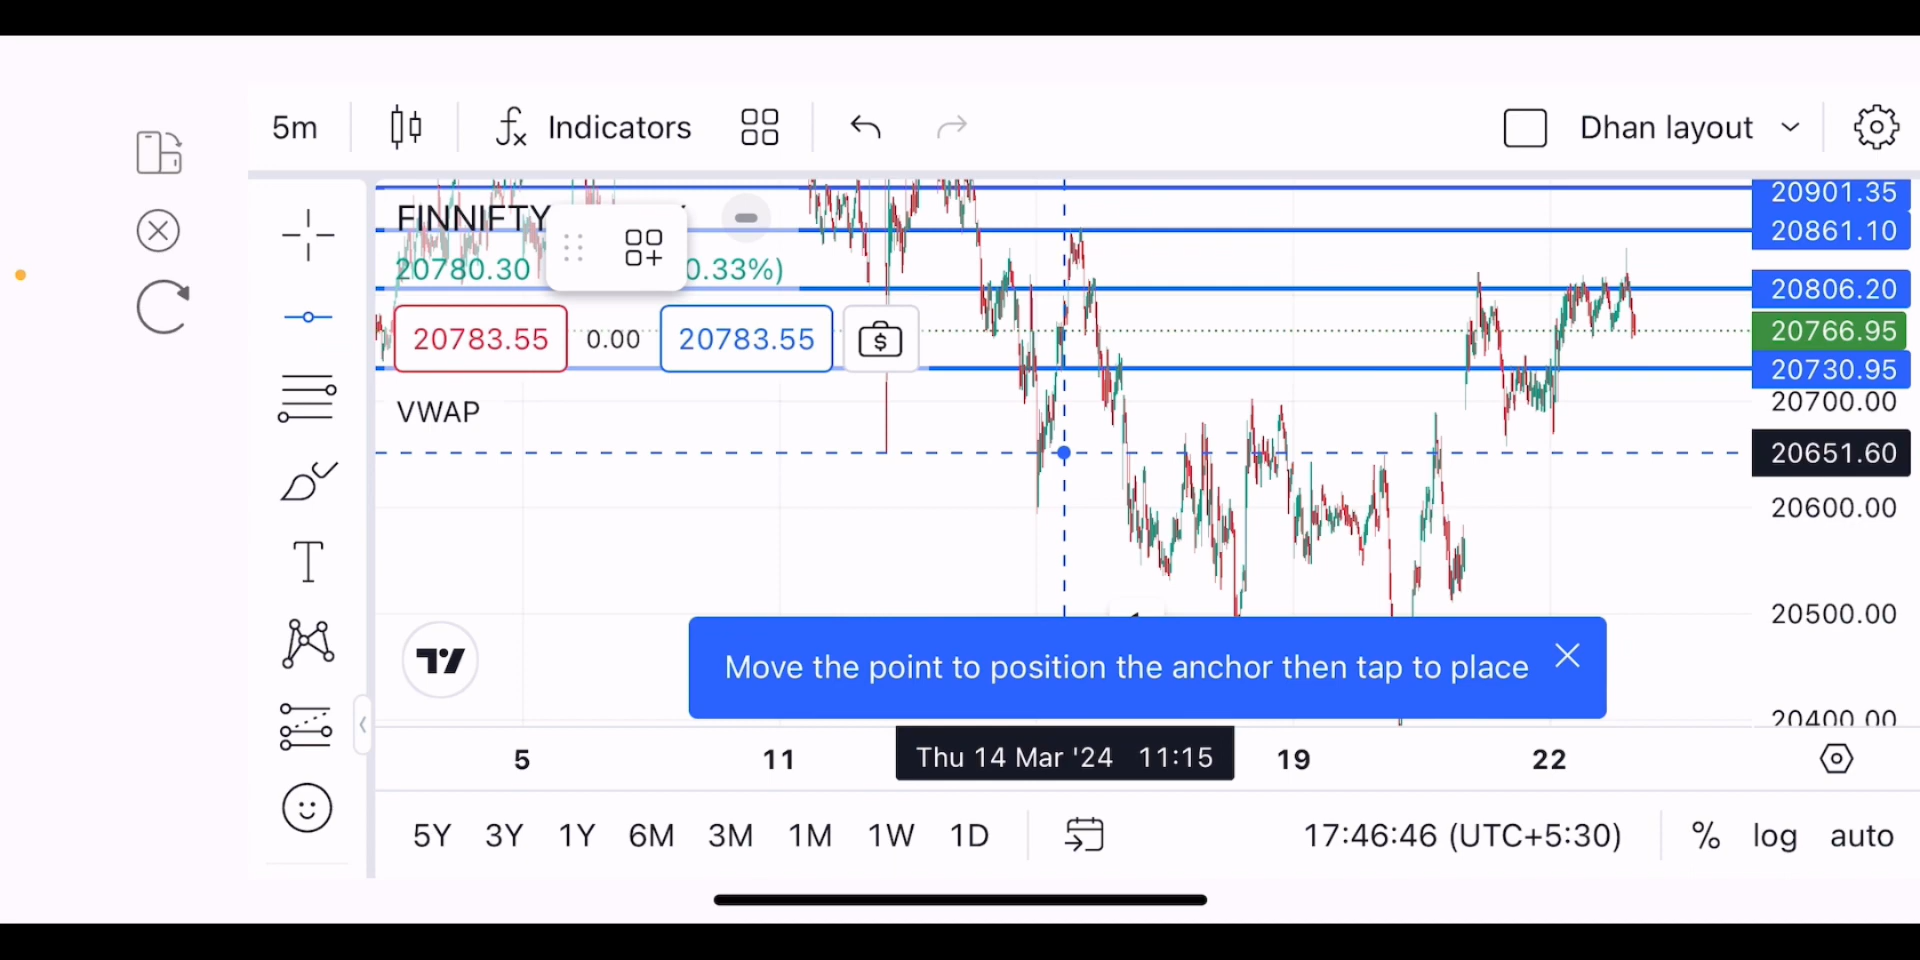 5m
Indicators
Dhan layout
FINNIFTY
20780.30
0.33%)
20783.55
0.00
20783.55
VWAP
20901.35
20861.10
20806.20
20766.95
20730.95
20700.00
20651.60
20600.00
20500.00
20400.00
Move the point to position the anchor then tap to place
5
11
Thu 14 Mar '24 11:15
19
22
5Y 3Y 1Y 6M 3M 1M 1W 1D
17:46:46 (UTC+5:30)
% log auto